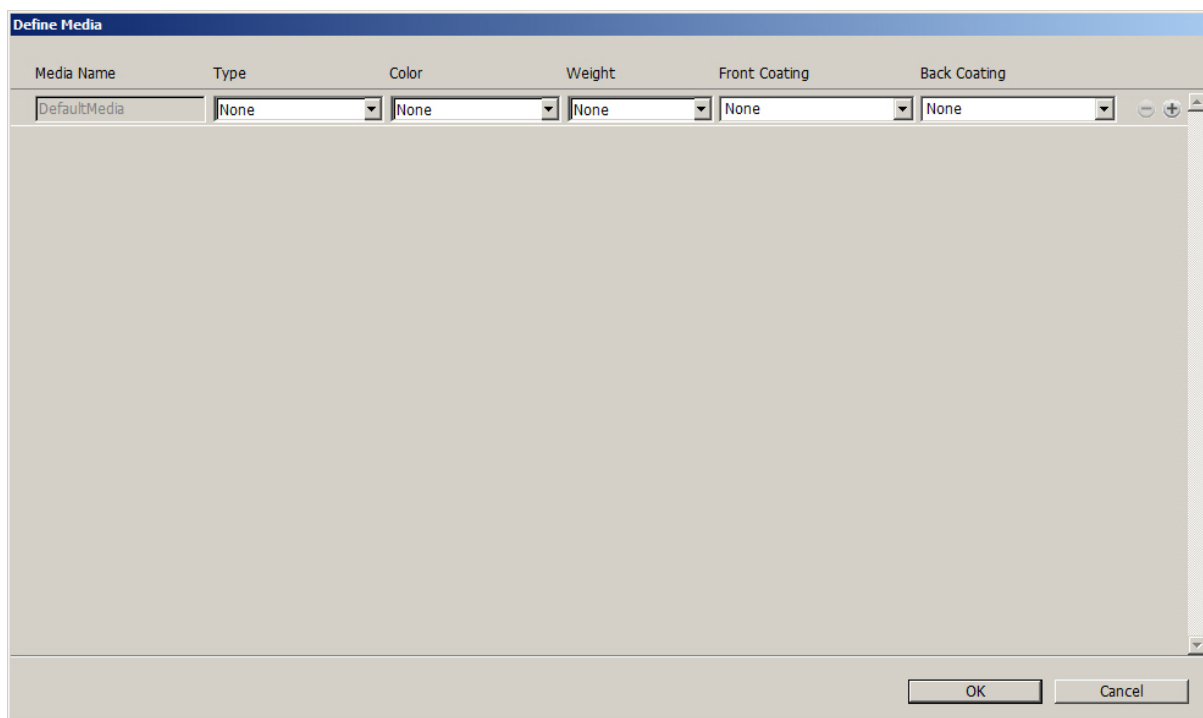 Define Media
Media Name Type Color Weight Front Coating Back Coating
DefaultMedia None None None None None
OK Cancel